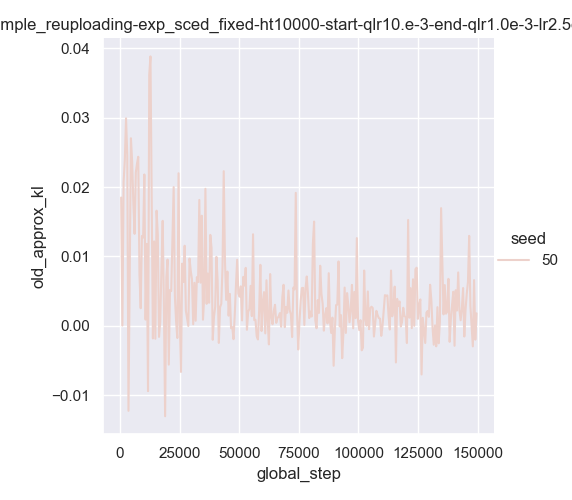 mple_reuploading-exp_sced_fixed-ht10000-start-qlr10.e-3-end-qlr1.0e-3-lr2.5
0.04
0.03
0.02
0.01
0.00
−0.01
old_approx_kl
0 25000 50000 75000 100000 125000 150000
global_step
seed
50